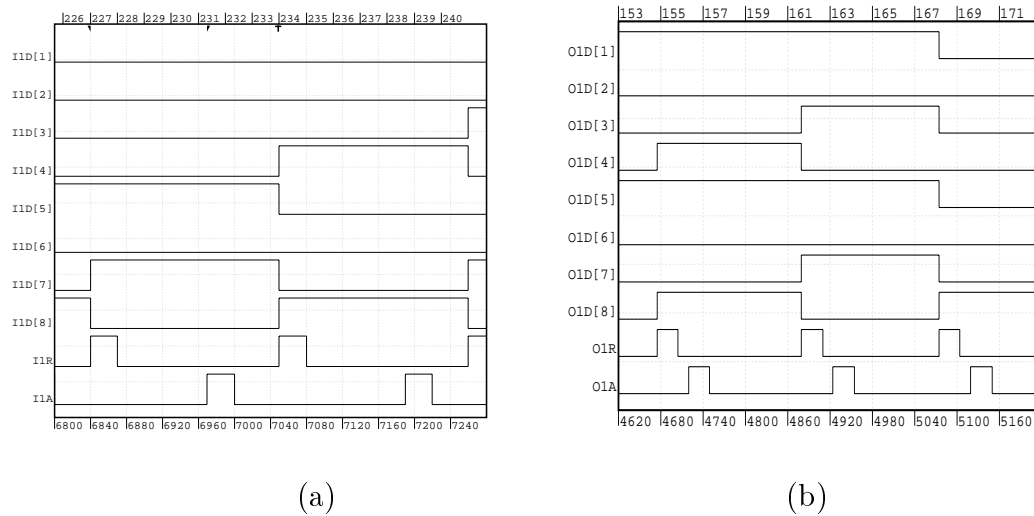 226 227 228 229 230 231 232 233 234 235 236 237 238 239 240
I1D[1]
I1D[2]
I1D[3]
I1D[4]
I1D[5]
I1D[6]
I1D[7]
I1D[8]
I1R
I1A
6800 6840 6880 6920 6960 7000 7040 7080 7120 7160 7200 7240
(a)
153 155 157 159 161 163 165 167 169 171
O1D[1]
O1D[2]
O1D[3]
O1D[4]
O1D[5]
O1D[6]
O1D[7]
O1D[8]
O1R
O1A
4620 4680 4740 4800 4860 4920 4980 5040 5100 5160
(b)